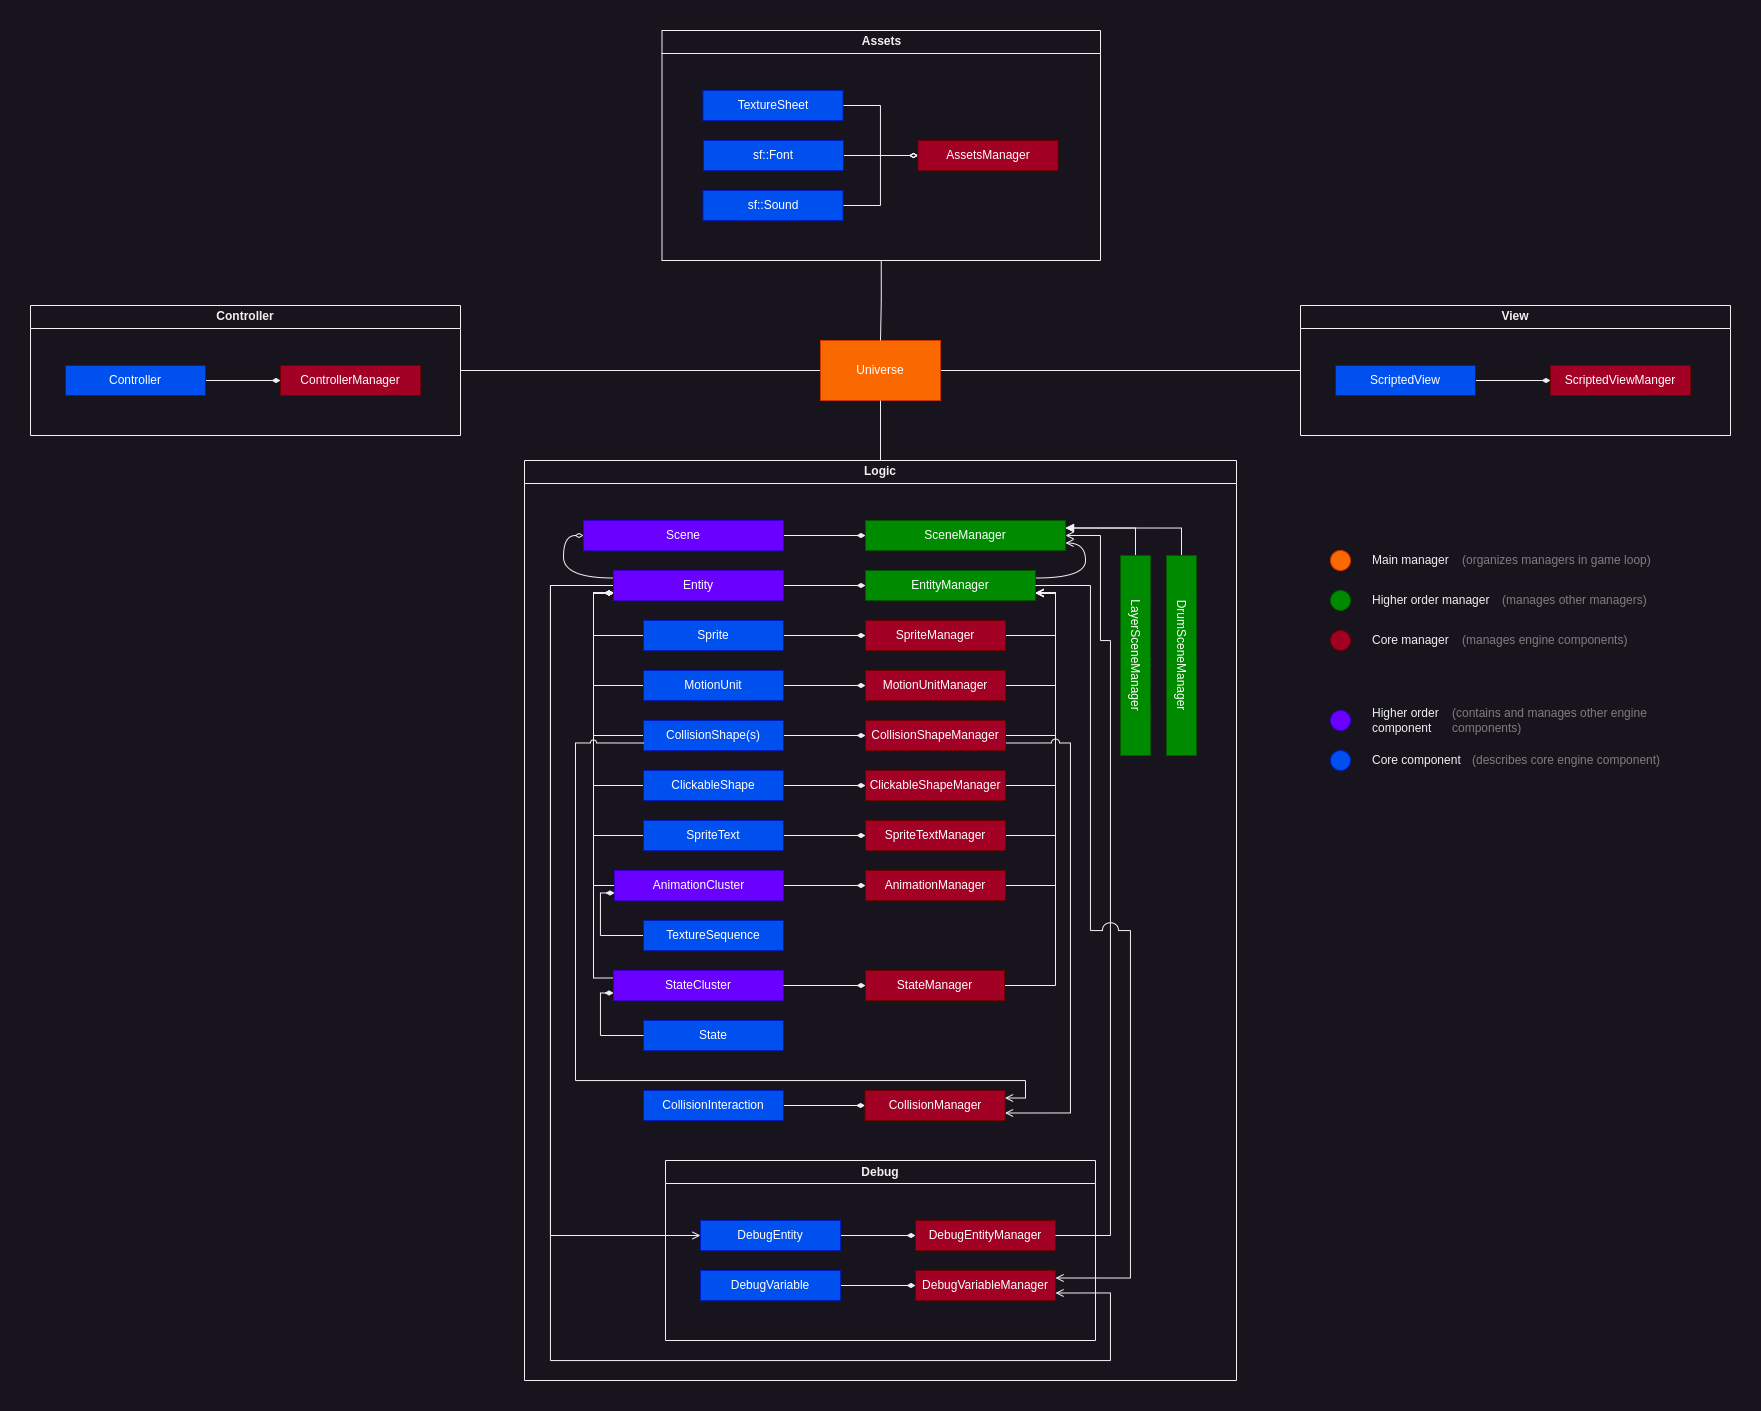 Assets
TextureSheet
sf::Font
AssetsManager
sf::Sound
Controller
Controller
ControllerManager
Universe
View
ScriptedView
ScriptedViewManger
Logic
Scene
SceneManager
Entity
EntityManager
Sprite
SpriteManager
MotionUnit
MotionUnitManager
CollisionShape(s)
CollisionShapeManager
ClickableShape
ClickableShapeManager
SpriteText
SpriteTextManager
AnimationCluster
AnimationManager
TextureSequence
StateCluster
StateManager
State
CollisionInteraction
CollisionManager
LayerSceneManager
DrumSceneManager
Debug
DebugEntity
DebugEntityManager
DebugVariable
DebugVariableManager
Main manager (organizes managers in game loop)
Higher order manager (manages other managers)
Core manager (manages engine components)
Higher order (contains and manages other engine
component components)
Core component (describes core engine component)